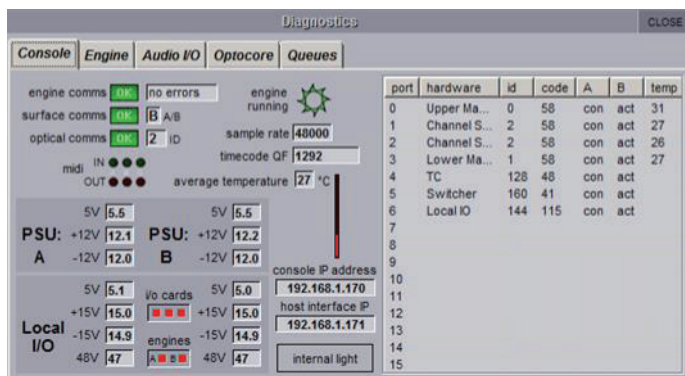 Diagnostics
CLOSE
Console Engine Audio I/O Optocore Queues
engine comms OK no errors
surface comms OK B A/B
optical comms OK 2 ID
midi IN
OUT
engine running
sample rate 48000
timecode QF 1292
average temperature 27 °C
PSU: A
5V 5.5
+12V 12.1
-12V 12.0
PSU: B
5V 5.5
+12V 12.2
-12V 12.0
Local I/O
5V 5.1
+15V 15.0
-15V 14.9
48V 47
i/o cards
engines
A B
5V 5.0
+15V 15.0
-15V 14.9
48V 47
console IP address
192.168.1.170
host interface IP
192.168.1.171
internal light
port hardware id code A B temp
0 Upper Ma... 0 58 con act 31
1 Channel S... 2 58 con act 27
2 Channel S... 2 58 con act 26
3 Lower Ma... 1 58 con act 27
4 TC 128 48 con act
5 Switcher 160 41 con act
6 Local IO 144 115 con act
7
8
9
10
11
12
13
14
15